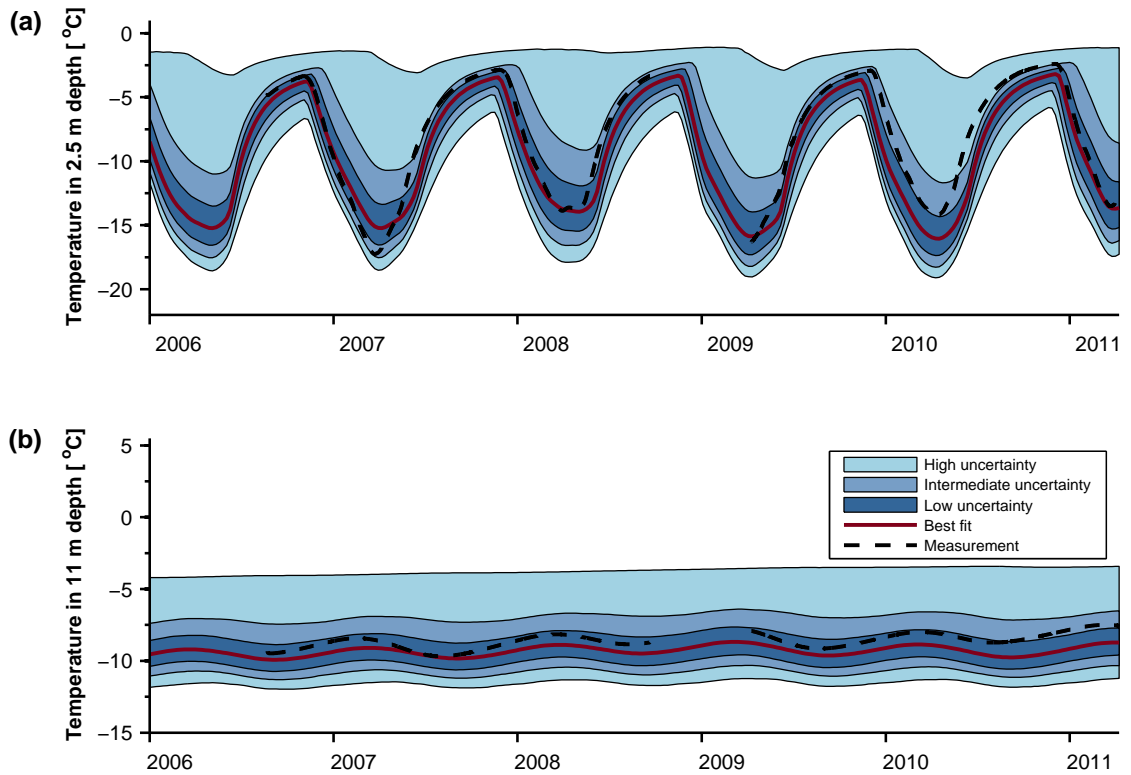 (a)
Temperature in 2.5 m depth [ °C]
0
−5
−10
−15
−20
2006
2007
2008
2009
2010
2011
(b)
Temperature in 11 m depth [ °C]
5
0
−5
−10
−15
High uncertainty
Intermediate uncertainty
Low uncertainty
Best fit
Measurement
2006
2007
2008
2009
2010
2011